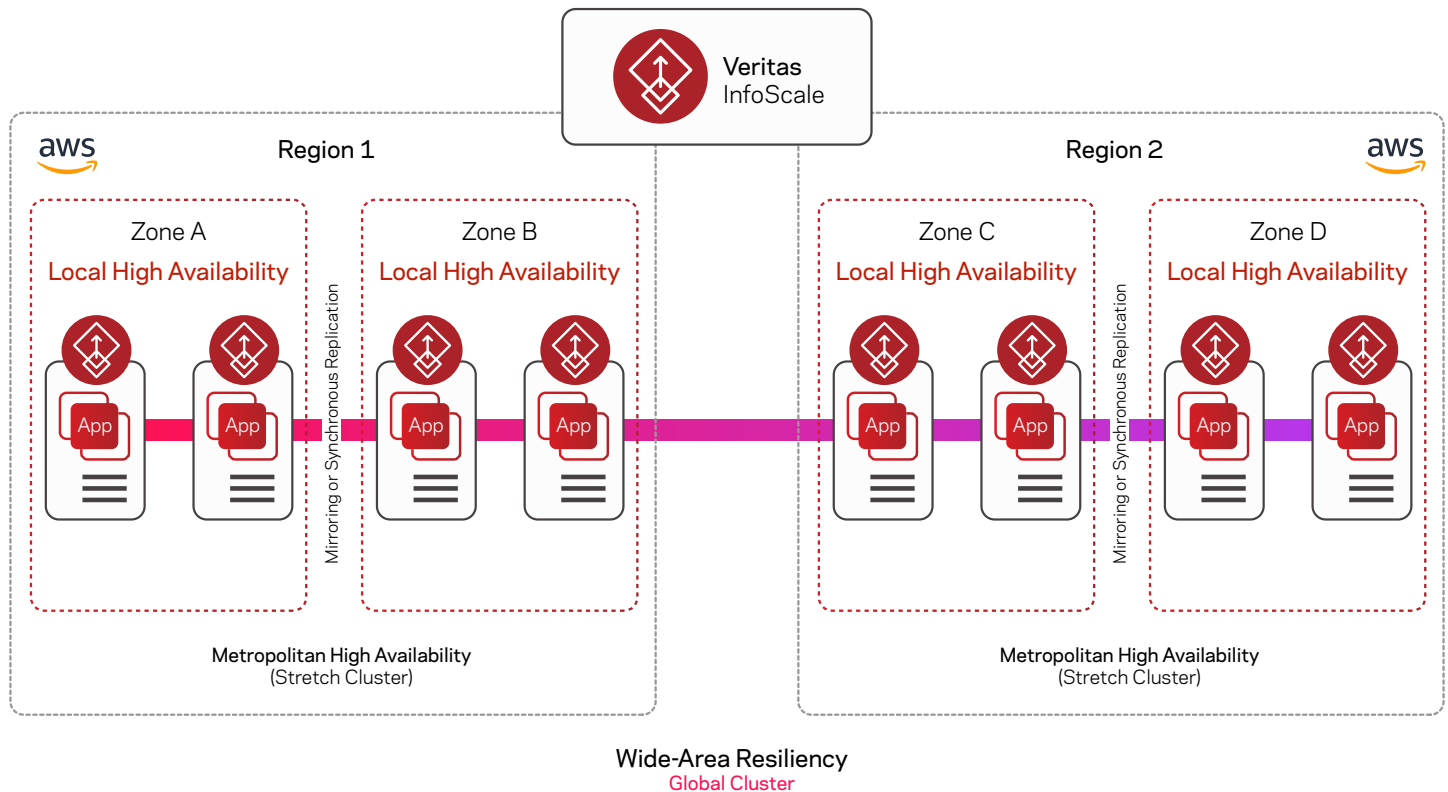 Veritas
InfoScale
aws
Region 1
Region 2
aws
Zone A
Local High Availability
Zone B
Local High Availability
Zone C
Local High Availability
Zone D
Local High Availability
App
App
Mirroring or Synchronous Replication
App
App
App
App
Mirroring or Synchronous Replication
App
App
Metropolitan High Availability
(Stretch Cluster)
Metropolitan High Availability
(Stretch Cluster)
Wide-Area Resiliency
Global Cluster